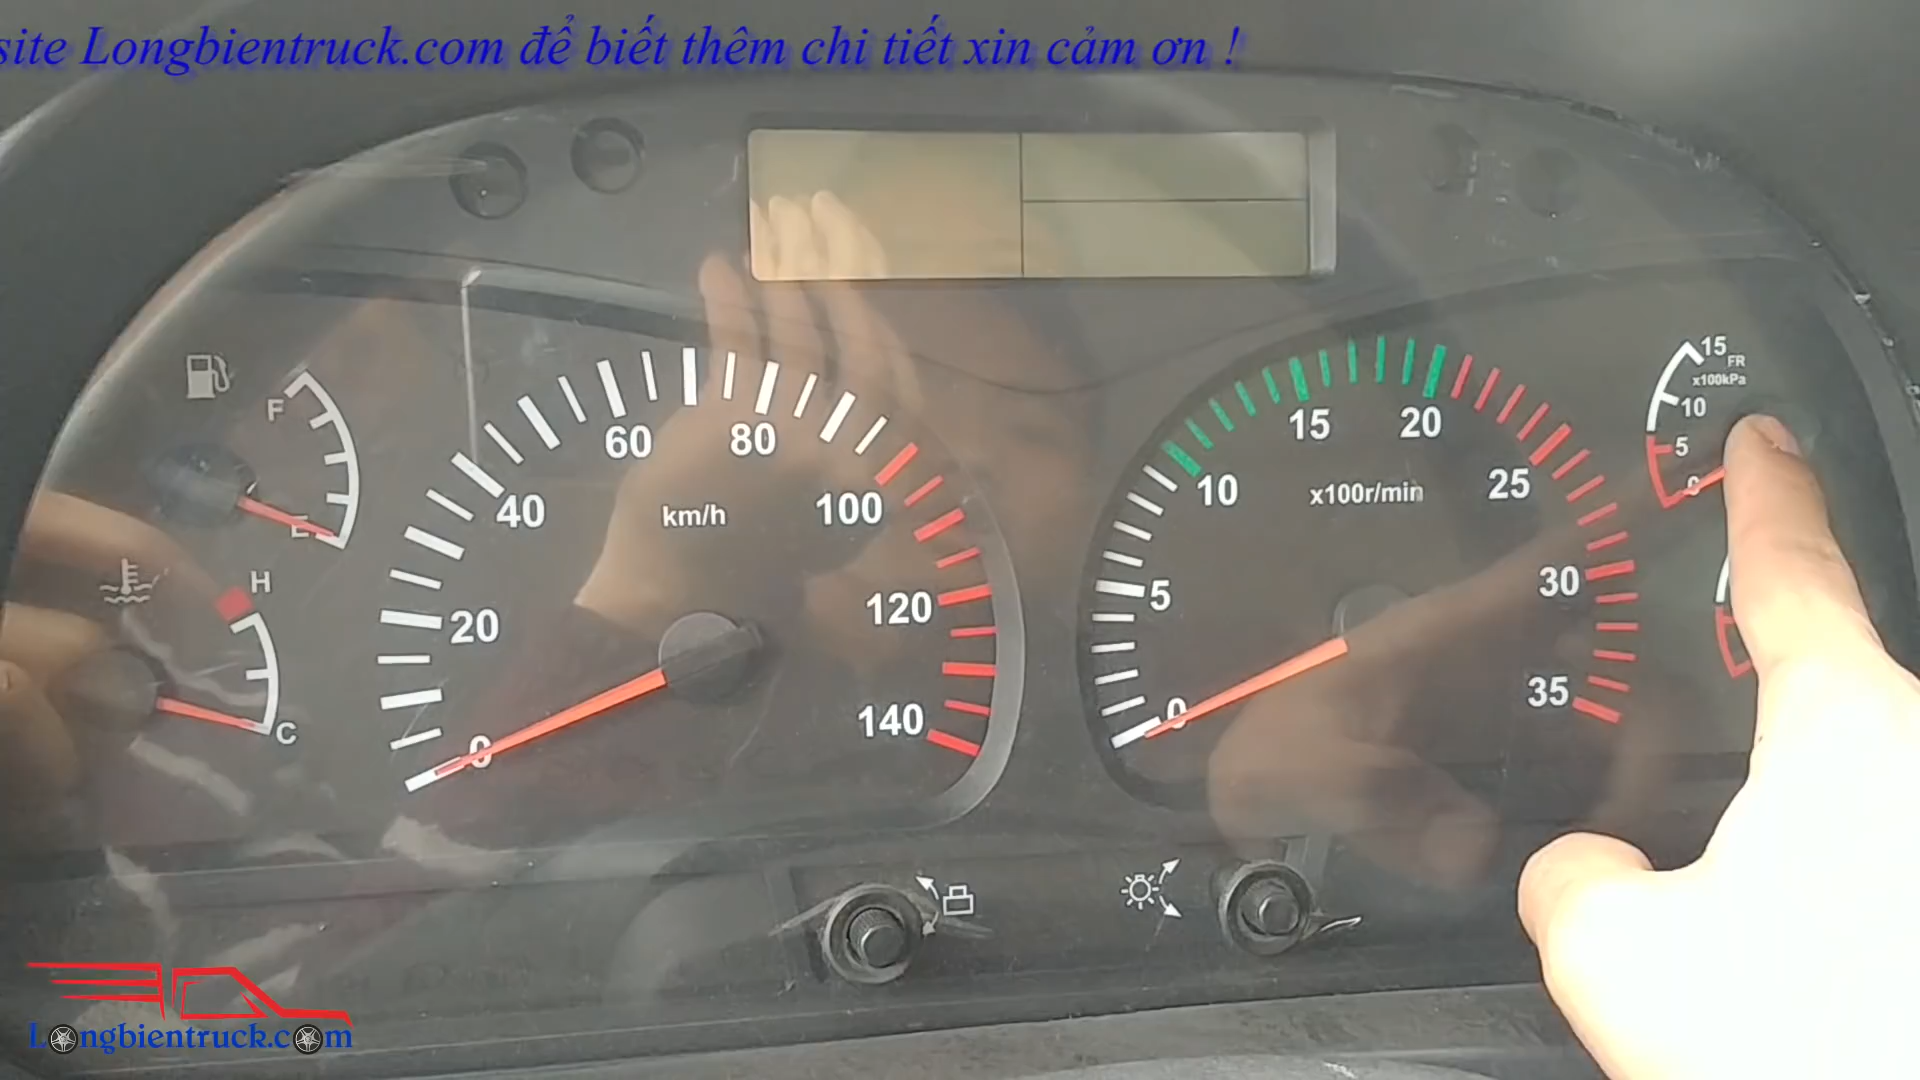 site Longbientruck.com để biết thêm chi tiết xin cảm ơn !
F
E
H
C
0
20
40
60
80
100
120
140
km/h
0
5
10
15
20
25
30
35
x100r/min
15
FR
x100kPa
10
5
0
Longbientruck.com